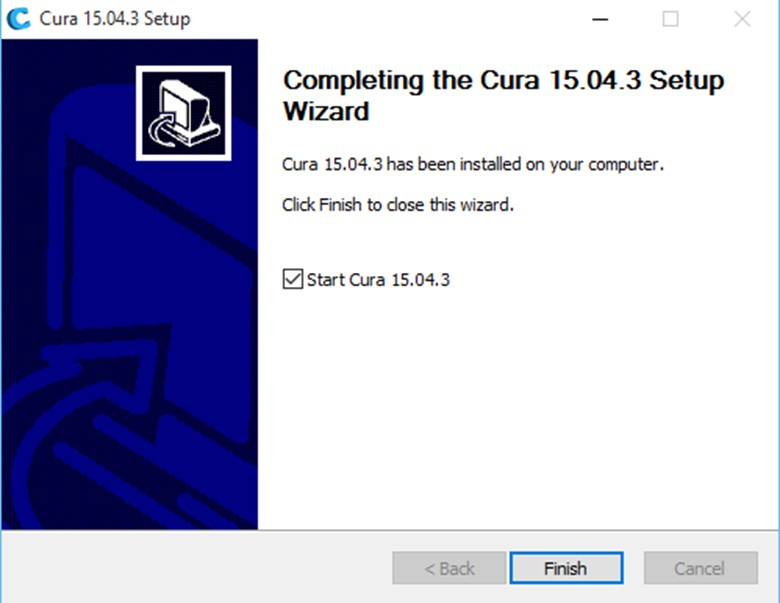 Cura 15.04.3 Setup
Completing the Cura 15.04.3 Setup
Wizard
Cura 15.04.3 has been installed on your computer.
Click Finish to close this wizard.
Start Cura 15.04.3
< Back
Finish
Cancel